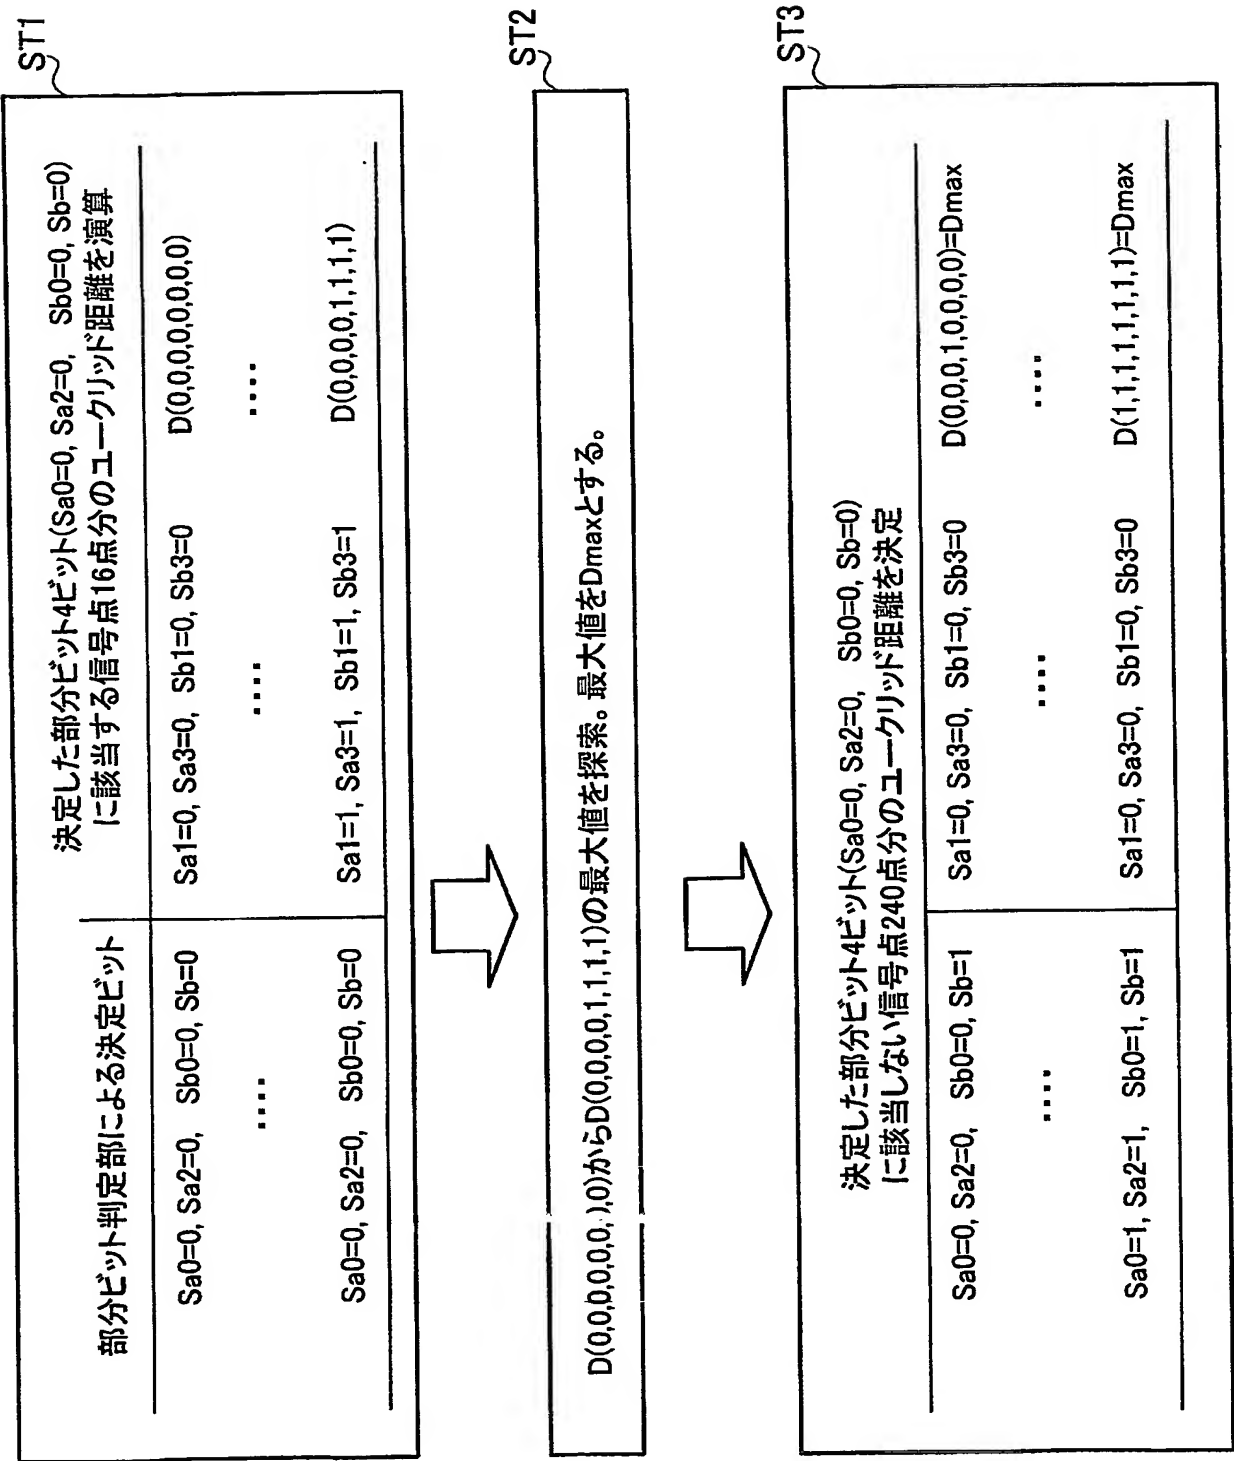 ST1
決定した部分ビット4ビット(Sa0=0, Sa2=0, Sb0=0, Sb=0)
に該当する信号点16点分のユークリッド距離を演算
部分ビット判定部による決定ビット
Sa0=0, Sa2=0, Sb0=0, Sb=0 Sa1=0, Sa3=0, Sb1=0, Sb3=0 D(0,0,0,0,0,0,0,0)
‥‥ ‥‥ ‥‥
Sa0=0, Sa2=0, Sb0=0, Sb=0 Sa1=1, Sa3=1, Sb1=1, Sb3=1 D(0,0,0,0,1,1,1,1)
ST2
D(0,0,0,0,0,0,0,0)からD(0,0,0,0,1,1,1,1)の最大値を探索。最大値をDmaxとする。
ST3
決定した部分ビット4ビット(Sa0=0, Sa2=0, Sb0=0, Sb=0)
に該当しない信号点240点分のユークリッド距離を決定
Sa0=0, Sa2=0, Sb0=0, Sb=1 Sa1=0, Sa3=0, Sb1=0, Sb3=0 D(0,0,0,1,0,0,0,0)=Dmax
‥‥ ‥‥ ‥‥
Sa0=1, Sa2=1, Sb0=1, Sb=1 Sa1=0, Sa3=0, Sb1=0, Sb3=0 D(1,1,1,1,1,1,1,1)=Dmax